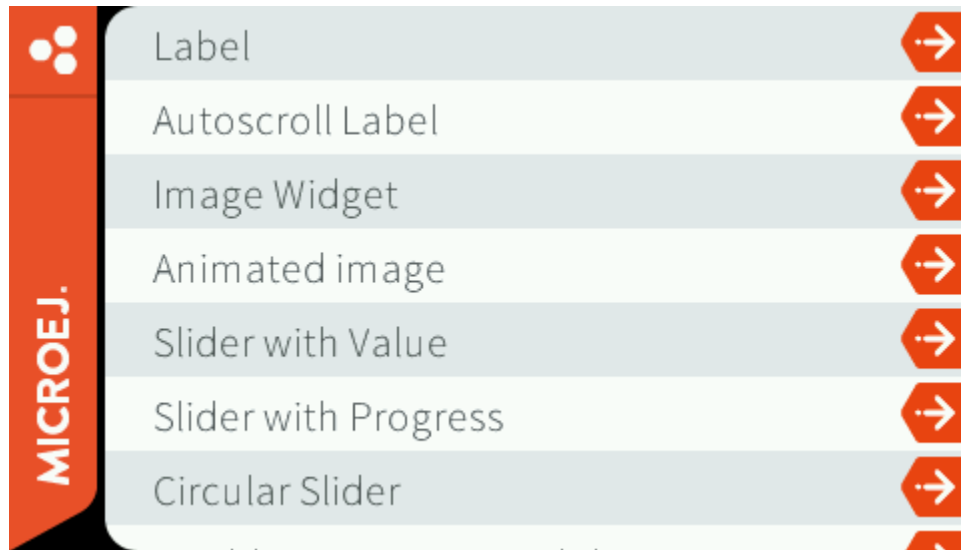 MICROEJ.
Label
Autoscroll Label
Image Widget
Animated image
Slider with Value
Slider with Progress
Circular Slider